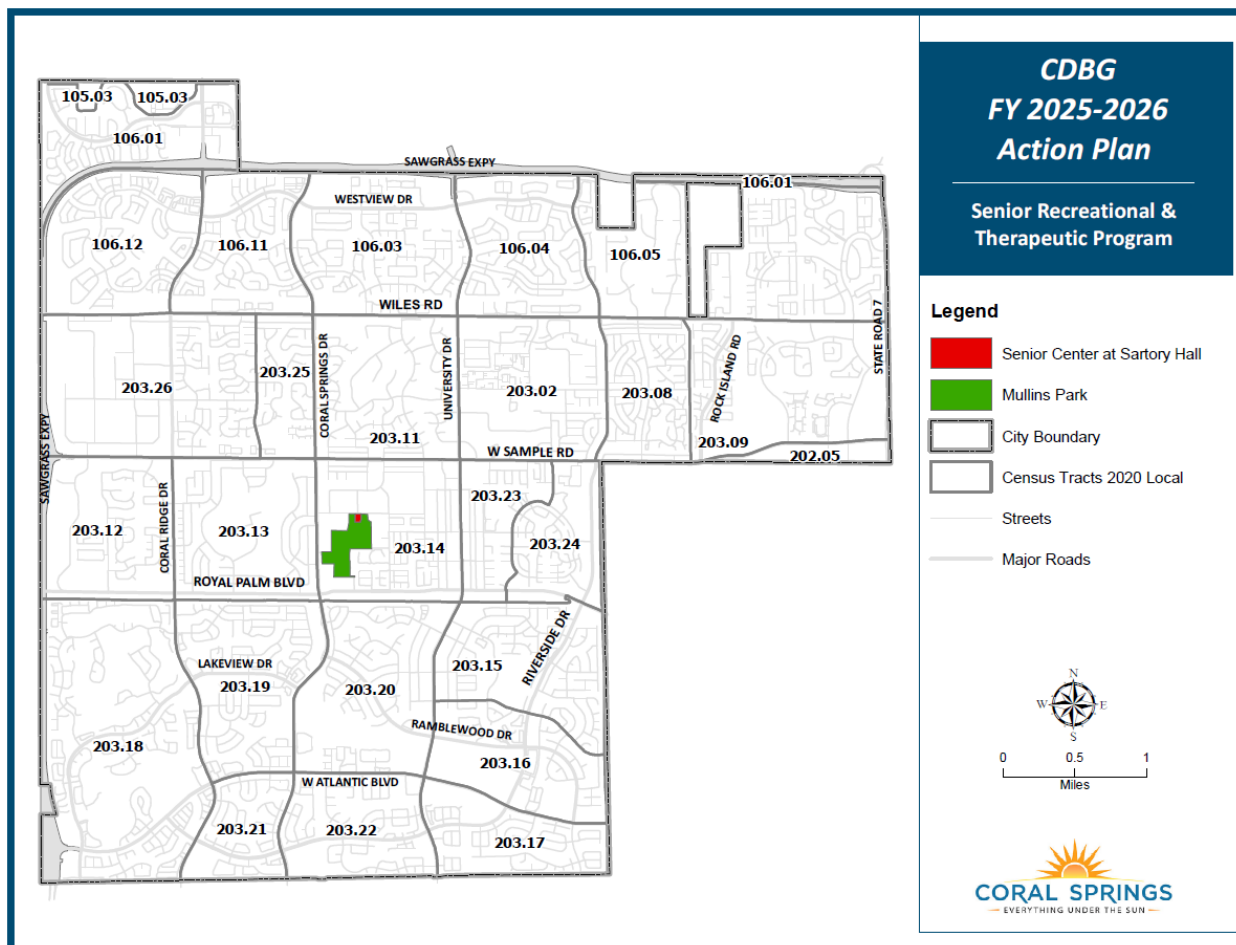 105.03
105.03
106.01
SAWGRASS EXPY
106.01
WESTVIEW DR
106.12
106.11
106.03
106.04
106.05
WILES RD
STATE ROAD 7
CORAL SPRINGS DR
UNIVERSITY DR
ROCK ISLAND RD
203.26
203.25
203.02
203.08
203.11
203.09
SAWGRASS EXPY
W SAMPLE RD
202.05
CORAL RIDGE DR
203.23
203.12
203.13
203.14
203.24
ROYAL PALM BLVD
RIVERSIDE DR
LAKEVIEW DR
203.15
203.19
203.20
RAMBLEWOOD DR
203.18
203.16
W ATLANTIC BLVD
203.21
203.22
203.17
CDBG
FY 2025-2026
Action Plan
Senior Recreational &
Therapeutic Program
Legend
Senior Center at Sartory Hall
Mullins Park
City Boundary
Census Tracts 2020 Local
Streets
Major Roads
N
W E
S
0 0.5 1
Miles
CORAL SPRINGS
EVERYTHING UNDER THE SUN